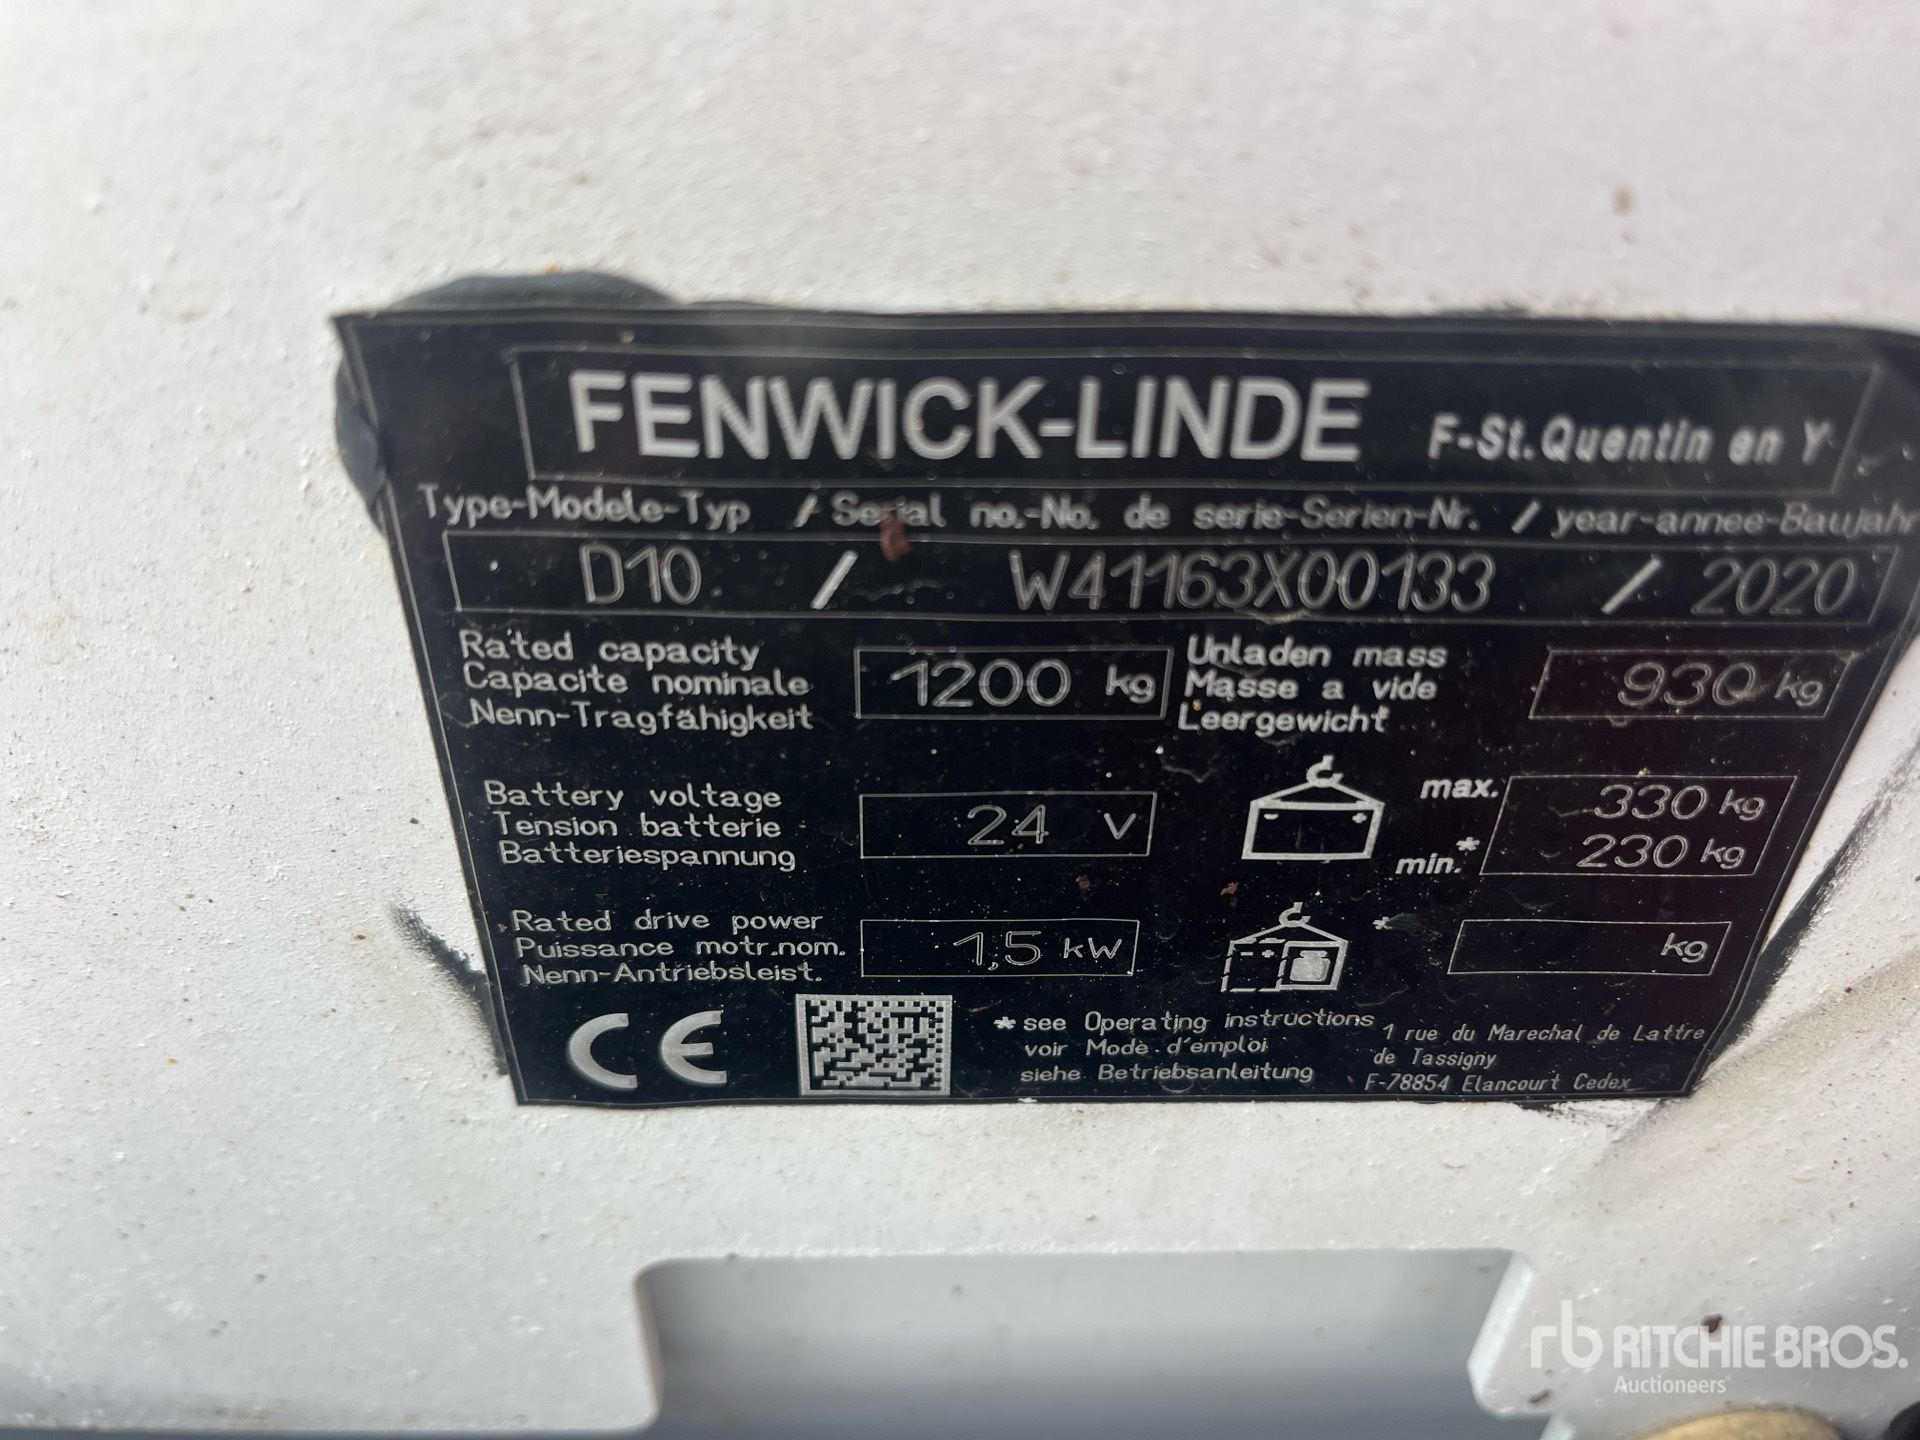 FENWICK-LINDE F-St.Quentin en Y.
Type-Modele-Typ / Serial no.-No. de serie-Serien-Nr. / year-annee-Baujahr
D10 / W41163X00133 / 2020
Rated capacity
Capacite nominale
Nenn-Tragfähigkeit
1200 kg
Unladen mass
Masse a vide
Leergewicht
930 kg
Battery voltage
Tension batterie
Batteriespannung
24 V
max. 330 kg
min.* 230 kg
Rated drive power
Puissance motr.nom.
Nenn-Antriebsleist.
1,5 kW
* kg
CE
* see Operating instructions
voir Mode d'emploi
siehe Betriebsanleitung
1 rue du Marechal de Lattre
de Tassigny
F-78854 Elancourt Cedex
rb RITCHIE BROS.
Auctioneers